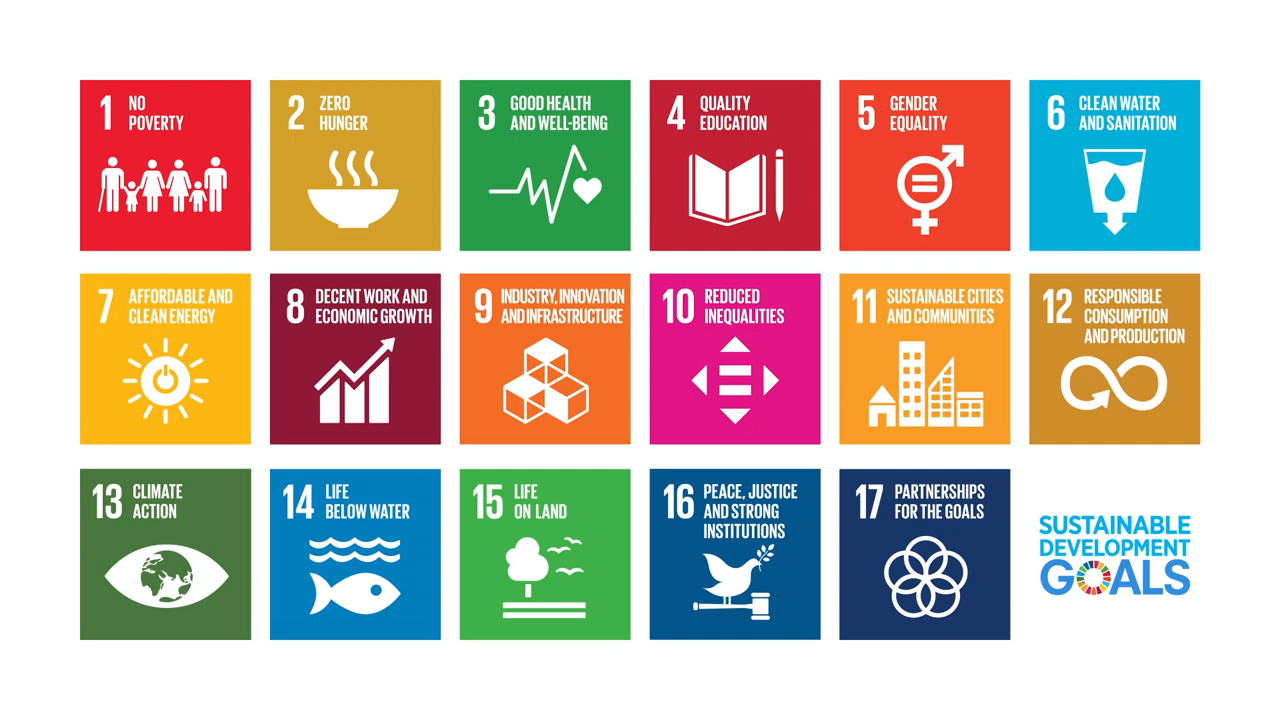 1 NO
POVERTY
2 ZERO
HUNGER
3 GOOD HEALTH
AND WELL-BEING
4 QUALITY
EDUCATION
5 GENDER
EQUALITY
6 CLEAN WATER
AND SANITATION
7 AFFORDABLE AND
CLEAN ENERGY
8 DECENT WORK AND
ECONOMIC GROWTH
9 INDUSTRY, INNOVATION
AND INFRASTRUCTURE
10 REDUCED
INEQUALITIES
11 SUSTAINABLE CITIES
AND COMMUNITIES
12 RESPONSIBLE
CONSUMPTION
AND PRODUCTION
13 CLIMATE
ACTION
14 LIFE
BELOW WATER
15 LIFE
ON LAND
16 PEACE, JUSTICE
AND STRONG
INSTITUTIONS
17 PARTNERSHIPS
FOR THE GOALS
SUSTAINABLE
DEVELOPMENT
GOALS